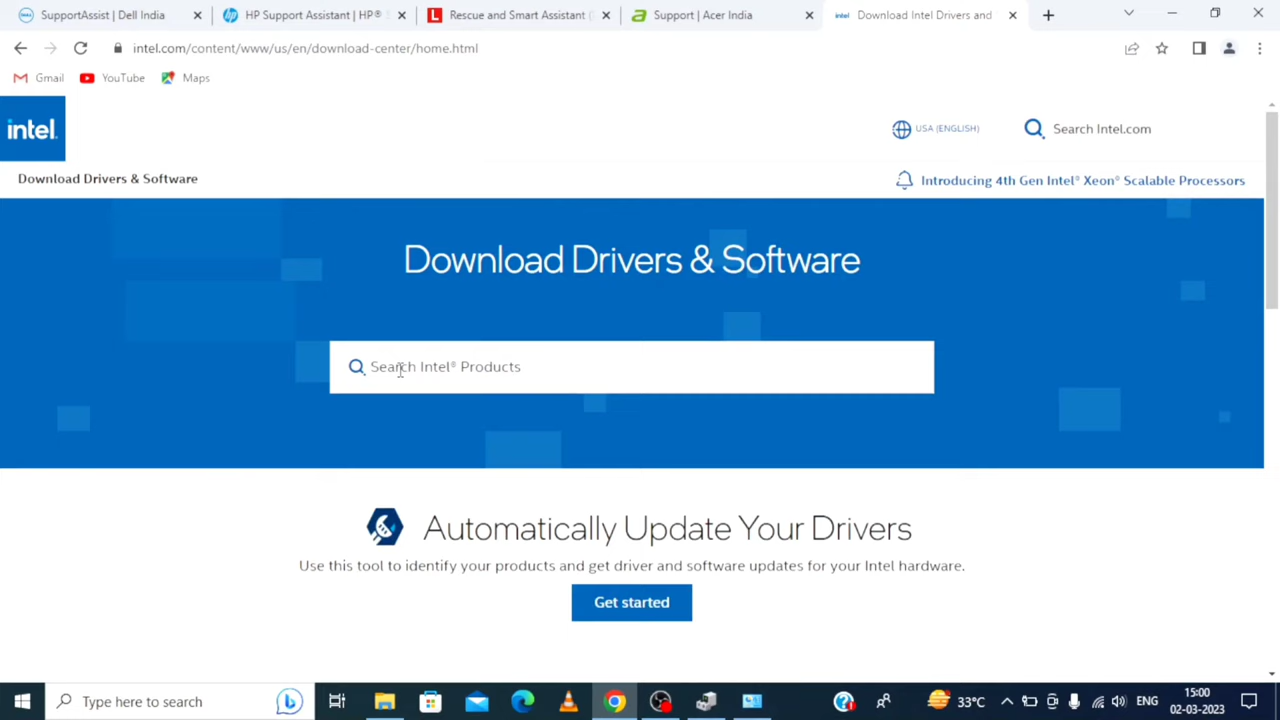 SupportAssist | Dell India
HP Support Assistant | HP® S
Rescue and Smart Assistant (
Support | Acer India
Download Intel Drivers and
intel.com/content/www/us/en/download-center/home.html
Gmail
YouTube
Maps
intel.
USA (ENGLISH)
Search Intel.com
Download Drivers & Software
Introducing 4th Gen Intel® Xeon® Scalable Processors
Download Drivers & Software
Search Intel® Products
Automatically Update Your Drivers
Use this tool to identify your products and get driver and software updates for your Intel hardware.
Get started
Type here to search
33°C
ENG
15:00
02-03-2023